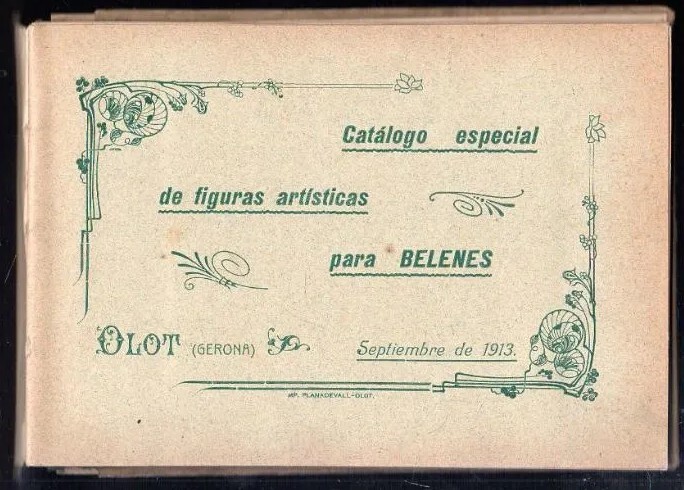 Catálogo especial
de figuras artísticas
para BELENES
OLOT (GERONA)
Septiembre de 1913.
IMP. PLANADEVALL-OLOT.